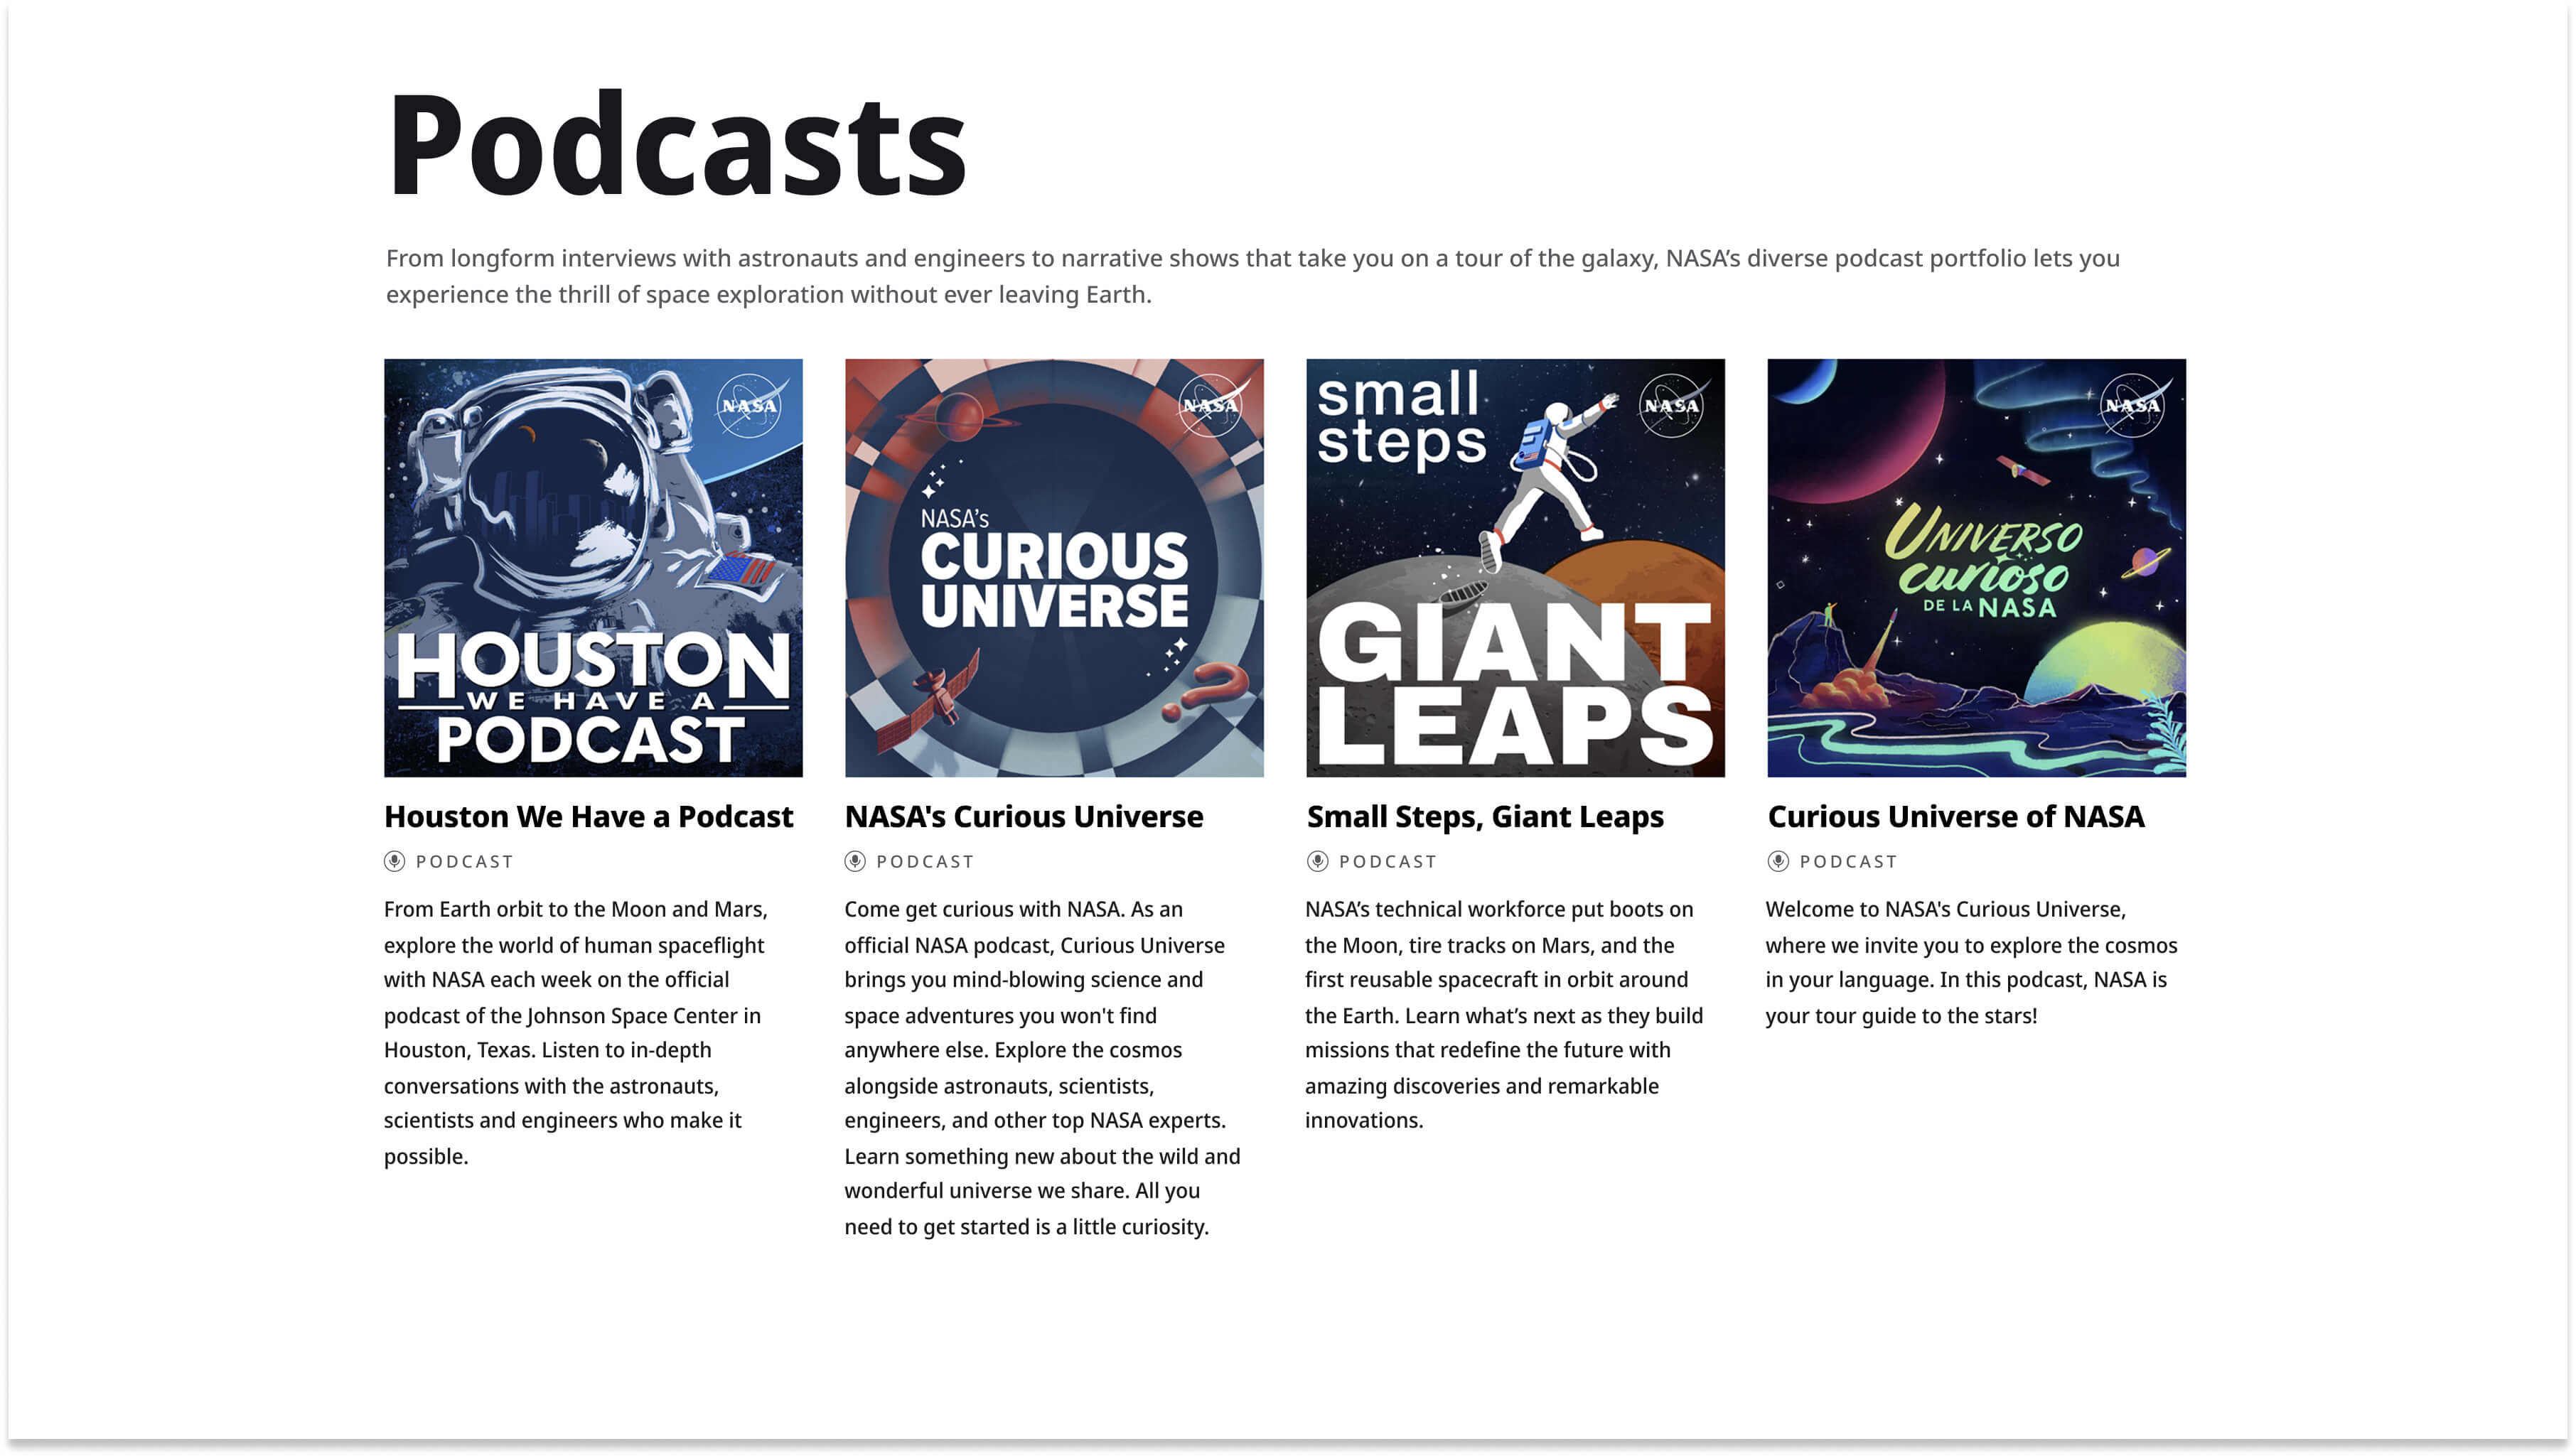 Podcasts
From longform interviews with astronauts and engineers to narrative shows that take you on a tour of the galaxy, NASA’s diverse podcast portfolio lets you
experience the thrill of space exploration without ever leaving Earth.
NASA
HOUSTON
WE HAVE A
PODCAST
Houston We Have a Podcast
PODCAST
From Earth orbit to the Moon and Mars,
explore the world of human spaceflight
with NASA each week on the official
podcast of the Johnson Space Center in
Houston, Texas. Listen to in-depth
conversations with the astronauts,
scientists and engineers who make it
possible.
NASA
NASA’s
CURIOUS
UNIVERSE
NASA's Curious Universe
PODCAST
Come get curious with NASA. As an
official NASA podcast, Curious Universe
brings you mind-blowing science and
space adventures you won't find
anywhere else. Explore the cosmos
alongside astronauts, scientists,
engineers, and other top NASA experts.
Learn something new about the wild and
wonderful universe we share. All you
need to get started is a little curiosity.
small
steps
NASA
GIANT
LEAPS
Small Steps, Giant Leaps
PODCAST
NASA’s technical workforce put boots on
the Moon, tire tracks on Mars, and the
first reusable spacecraft in orbit around
the Earth. Learn what’s next as they build
missions that redefine the future with
amazing discoveries and remarkable
innovations.
NASA
UNIVERSO
curioso
DE LA NASA
Curious Universe of NASA
PODCAST
Welcome to NASA's Curious Universe,
where we invite you to explore the cosmos
in your language. In this podcast, NASA is
your tour guide to the stars!